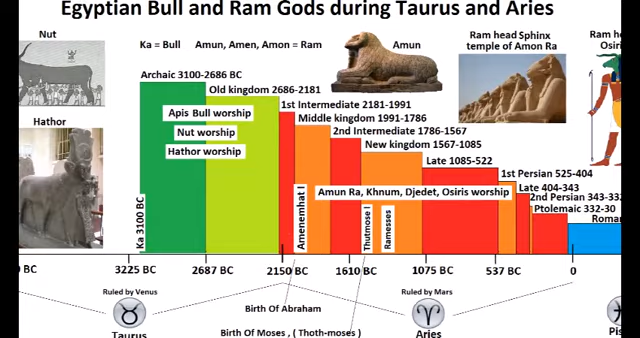 Egyptian Bull and Ram Gods during Taurus and Aries
Nut
Ka = Bull
Amun, Amen, Amon = Ram
Amun
Ram head Sphinx
temple of Amon Ra
Ram he
Osiri
Hathor
Archaic 3100-2686 BC
Old kingdom 2686-2181
1st Intermediate 2181-1991
Middle kingdom 1991-1786
2nd Intermediate 1786-1567
New kingdom 1567-1085
Late 1085-522
1st Persian 525-404
Late 404-343
2nd Persian 343-332
Ptolemaic 332-30
Roman
Apis Bull worship
Nut worship
Hathor worship
Amun Ra, Khnum, Djedet, Osiris worship
Ka 3100 BC
Amenemhat I
Thutmose I
Ramesses
0 BC
3225 BC
2687 BC
2150 BC
1610 BC
1075 BC
537 BC
0
Ruled by Venus
Taurus
Birth Of Abraham
Birth Of Moses , ( Thoth-moses )
Ruled by Mars
Aries
Pis